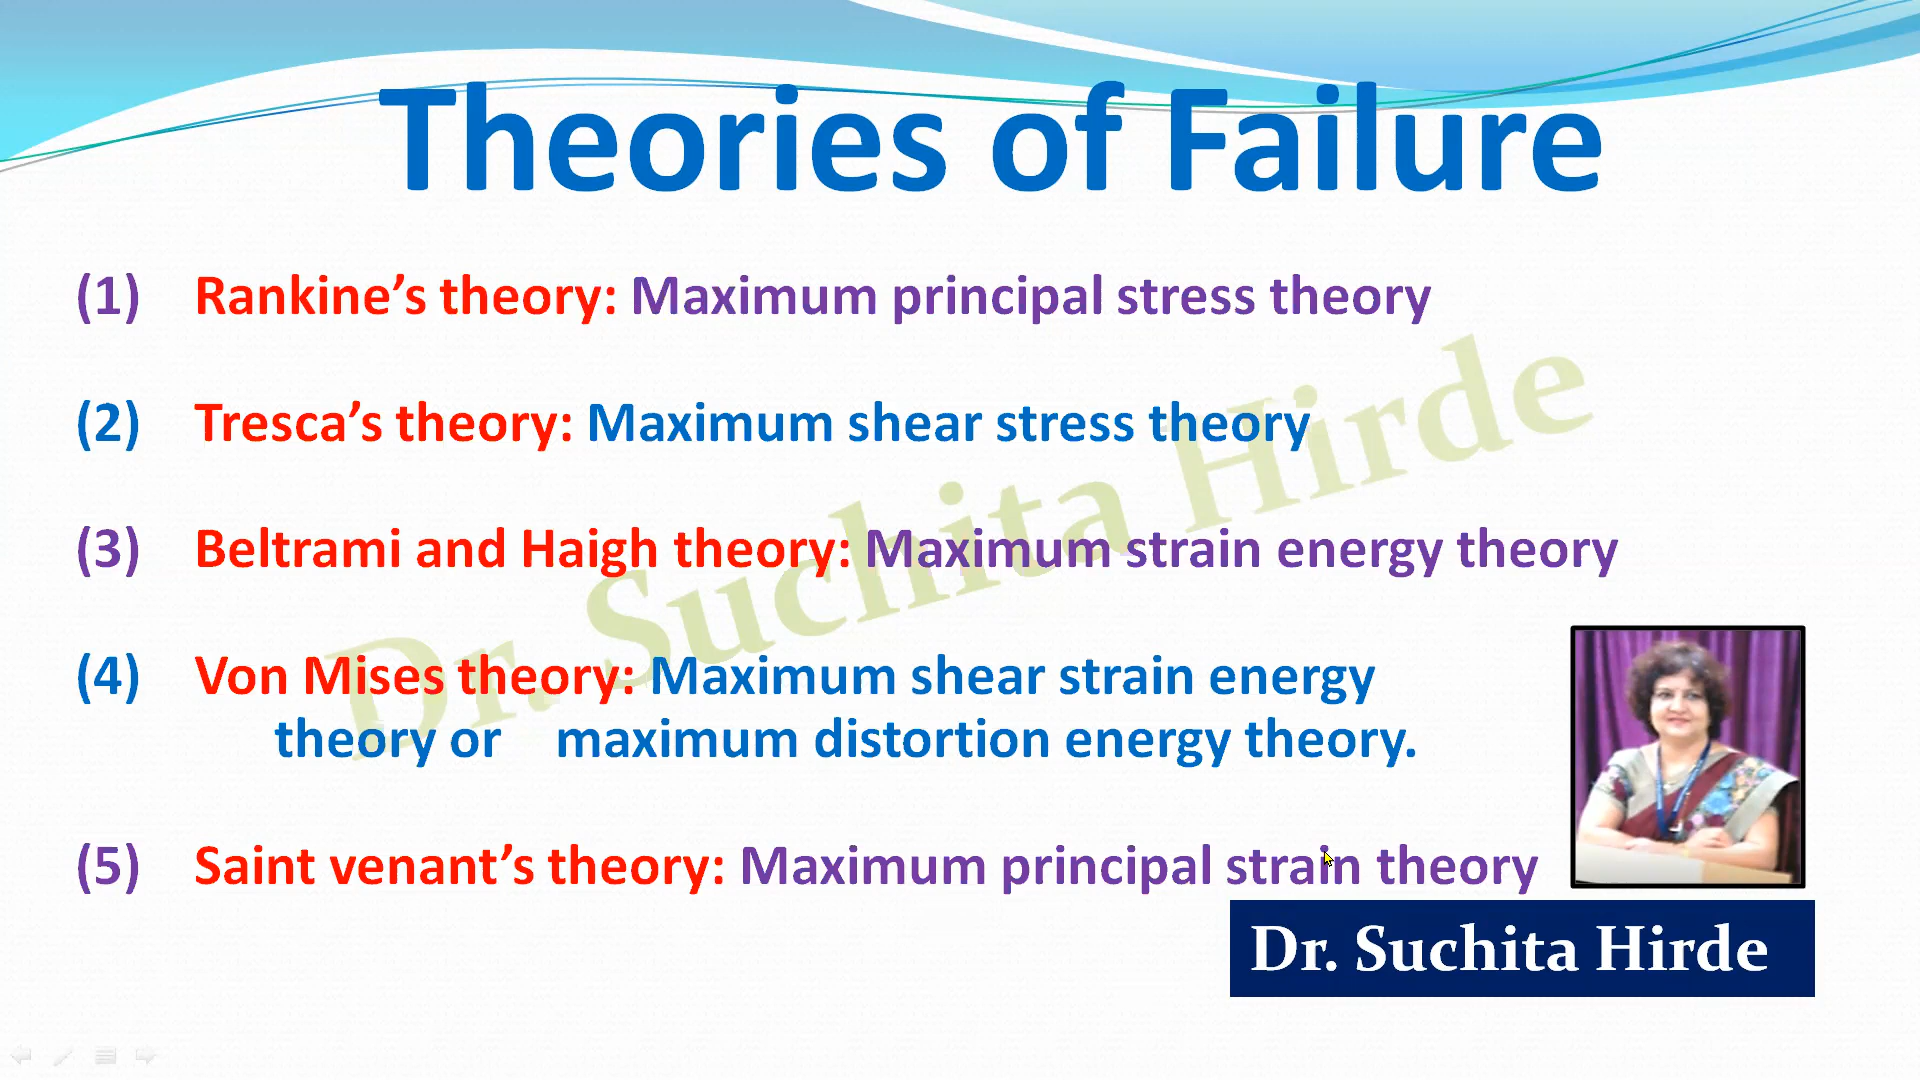 Theories of Failure
(1) Rankine’s theory: Maximum principal stress theory
(2) Tresca’s theory: Maximum shear stress theory
(3) Beltrami and Haigh theory: Maximum strain energy theory
(4) Von Mises theory: Maximum shear strain energy
theory or maximum distortion energy theory.
(5) Saint venant’s theory: Maximum principal strain theory
Dr. Suchita Hirde
Dr. Suchita Hirde